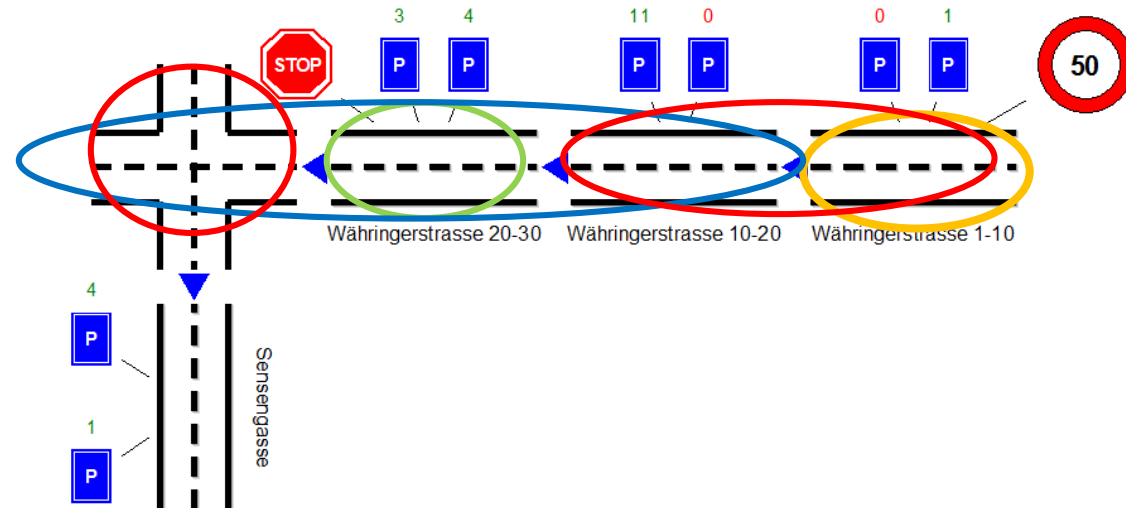 3 4 11 0 0 1
STOP P P P P P P 50
Währingerstrasse 20-30 Währingerstrasse 10-20 Währingerstrasse 1-10
4
P
Sensengasse
1
P